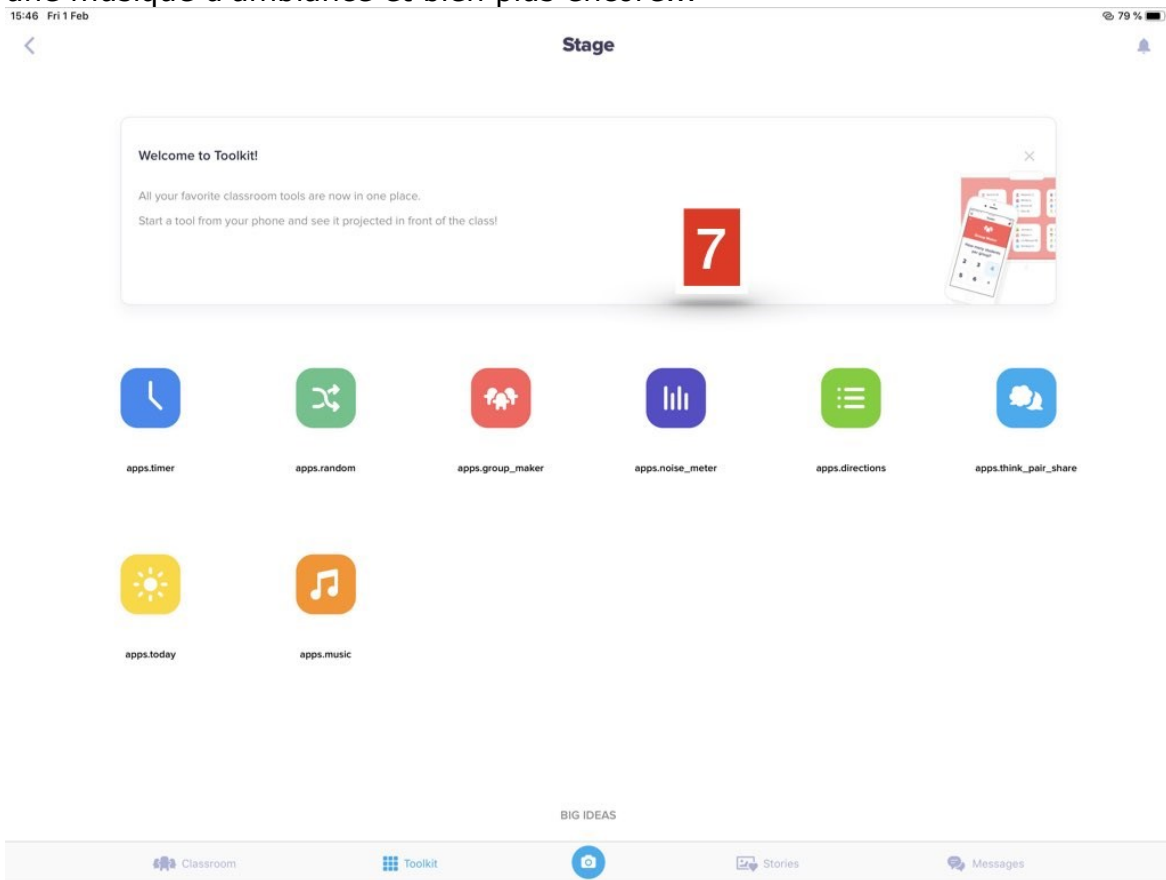 15:46 Fri 1 Feb
79 %
Stage
Welcome to Toolkit!
All your favorite classroom tools are now in one place.
Start a tool from your phone and see it projected in front of the class!
7
apps.timer
apps.random
apps.group_maker
apps.noise_meter
apps.directions
apps.think_pair_share
apps.today
apps.music
BIG IDEAS
Classroom
Toolkit
Stories
Messages